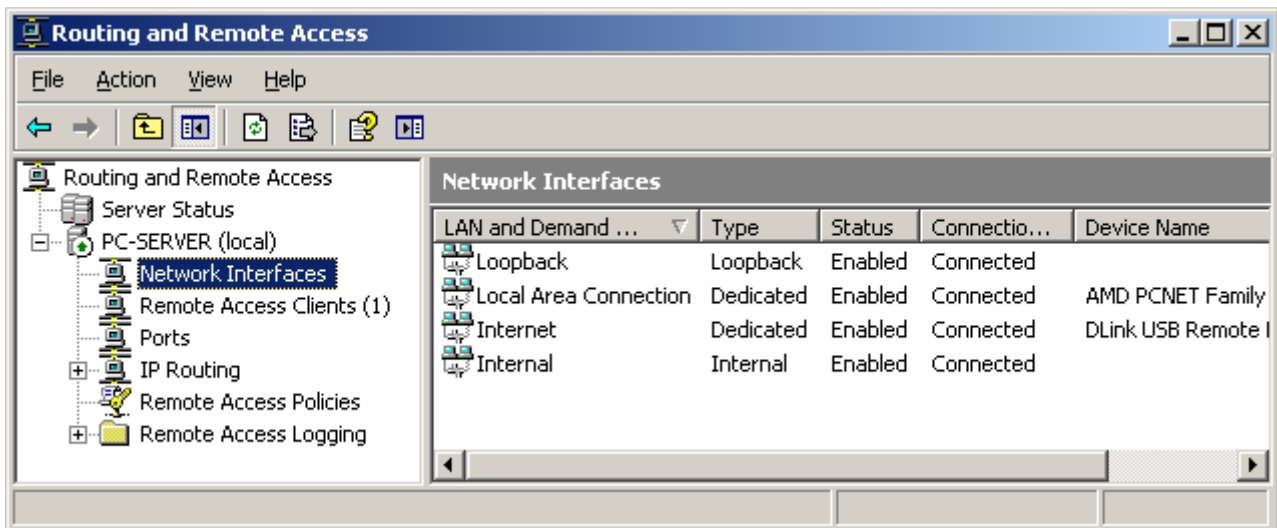 Routing and Remote Access
File Action View Help
Routing and Remote Access
Server Status
PC-SERVER (local)
Network Interfaces
Remote Access Clients (1)
Ports
IP Routing
Remote Access Policies
Remote Access Logging
Network Interfaces
LAN and Demand ... Type Status Connectio... Device Name
Loopback Loopback Enabled Connected
Local Area Connection Dedicated Enabled Connected AMD PCNET Family
Internet Dedicated Enabled Connected DLink USB Remote
Internal Internal Enabled Connected